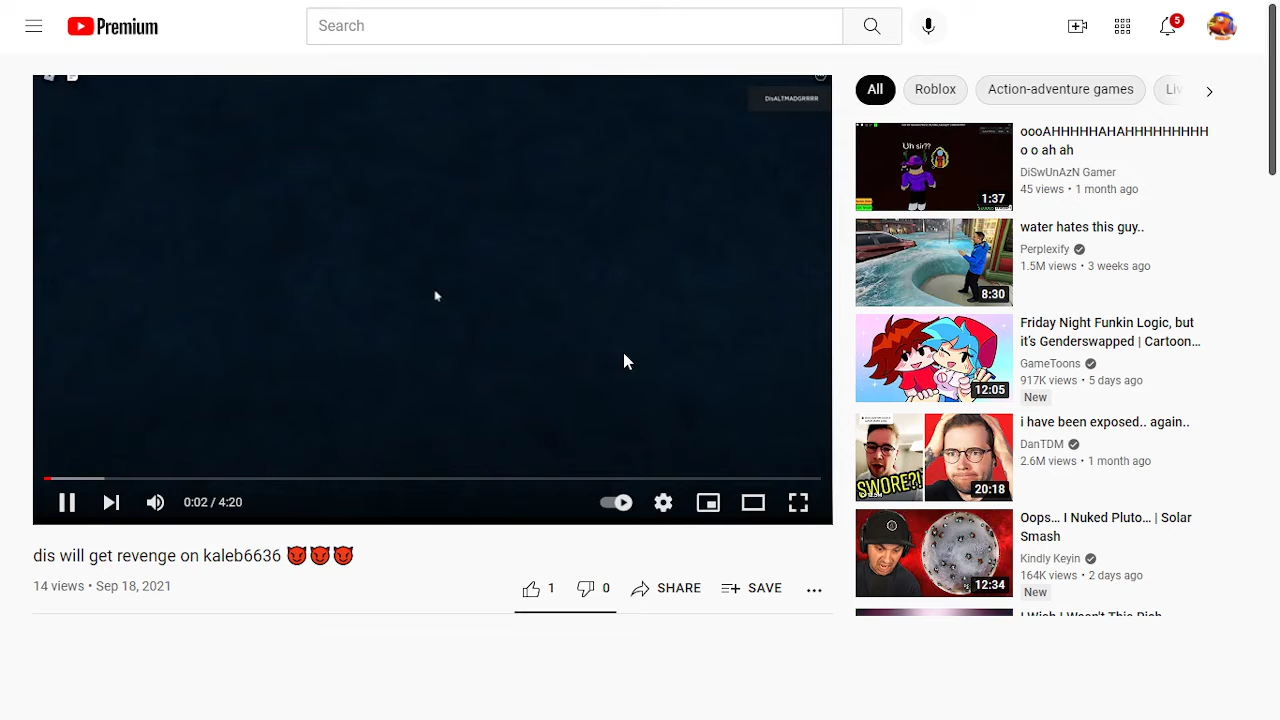 Premium
Search
5
DisALTMADGRRRR
0:02 / 4:20
dis will get revenge on kaleb6636 😈😈😈
14 views • Sep 18, 2021
1
0
SHARE
SAVE
All
Roblox
Action-adventure games
Uh sir??
1:37
oooAHHHHHAHAHHHHHHHHH
o o ah ah
DiSwUnAzN Gamer
45 views • 1 month ago
8:30
water hates this guy..
Perplexify
1.5M views • 3 weeks ago
12:05
Friday Night Funkin Logic, but
it's Genderswapped | Cartoon...
GameToons
917K views • 5 days ago
New
SWORE?!
20:18
i have been exposed.. again..
DanTDM
2.6M views • 1 month ago
12:34
Oops... I Nuked Pluto... | Solar
Smash
Kindly Keyin
164K views • 2 days ago
New
I Wish I Wasn't This Rich